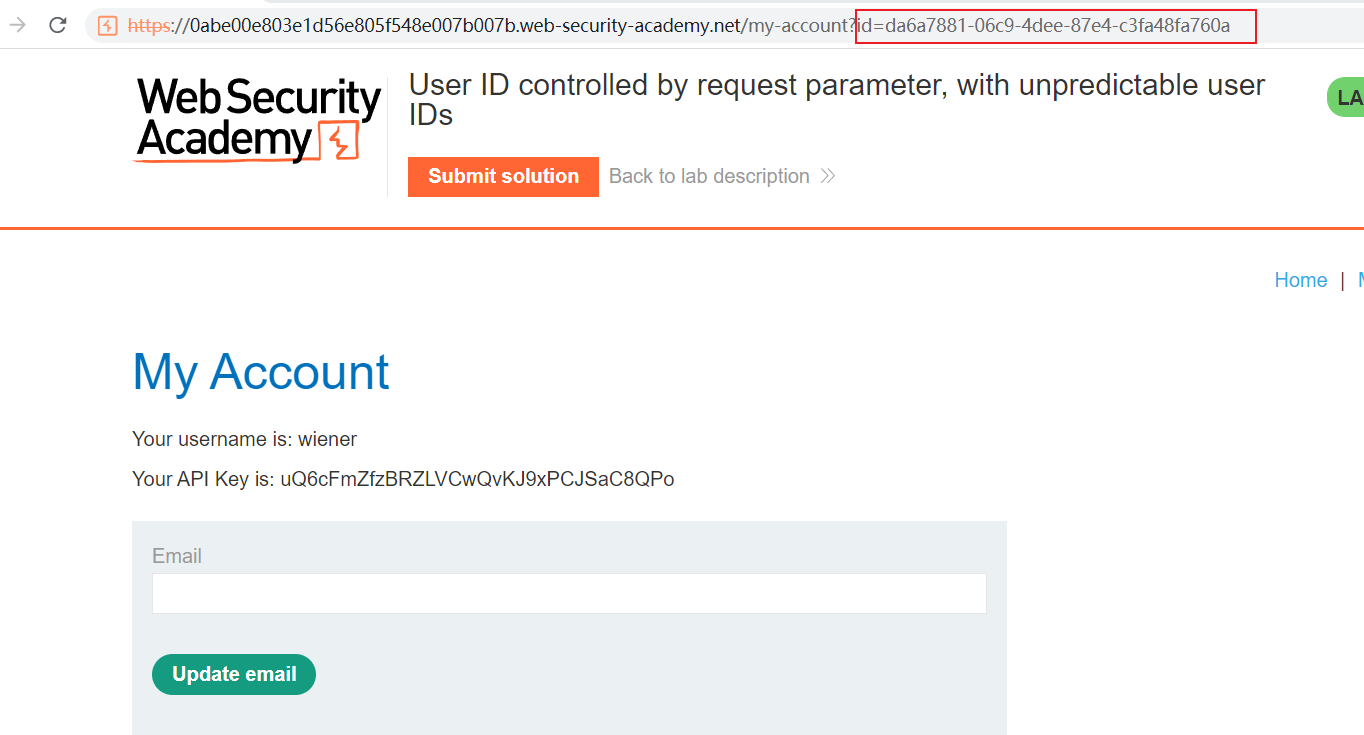 https://0abe00e803e1d56e805f548e007b007b.web-security-academy.net/my-account?id=da6a7881-06c9-4dee-87e4-c3fa48fa760a
Web Security
Academy
User ID controlled by request parameter, with unpredictable user
IDs
LA
Submit solution
Back to lab description
Home |
My Account
Your username is: wiener
Your API Key is: uQ6cFmZfzBRZLVCwQvKJ9xPCJSaC8QPo
Email
Update email